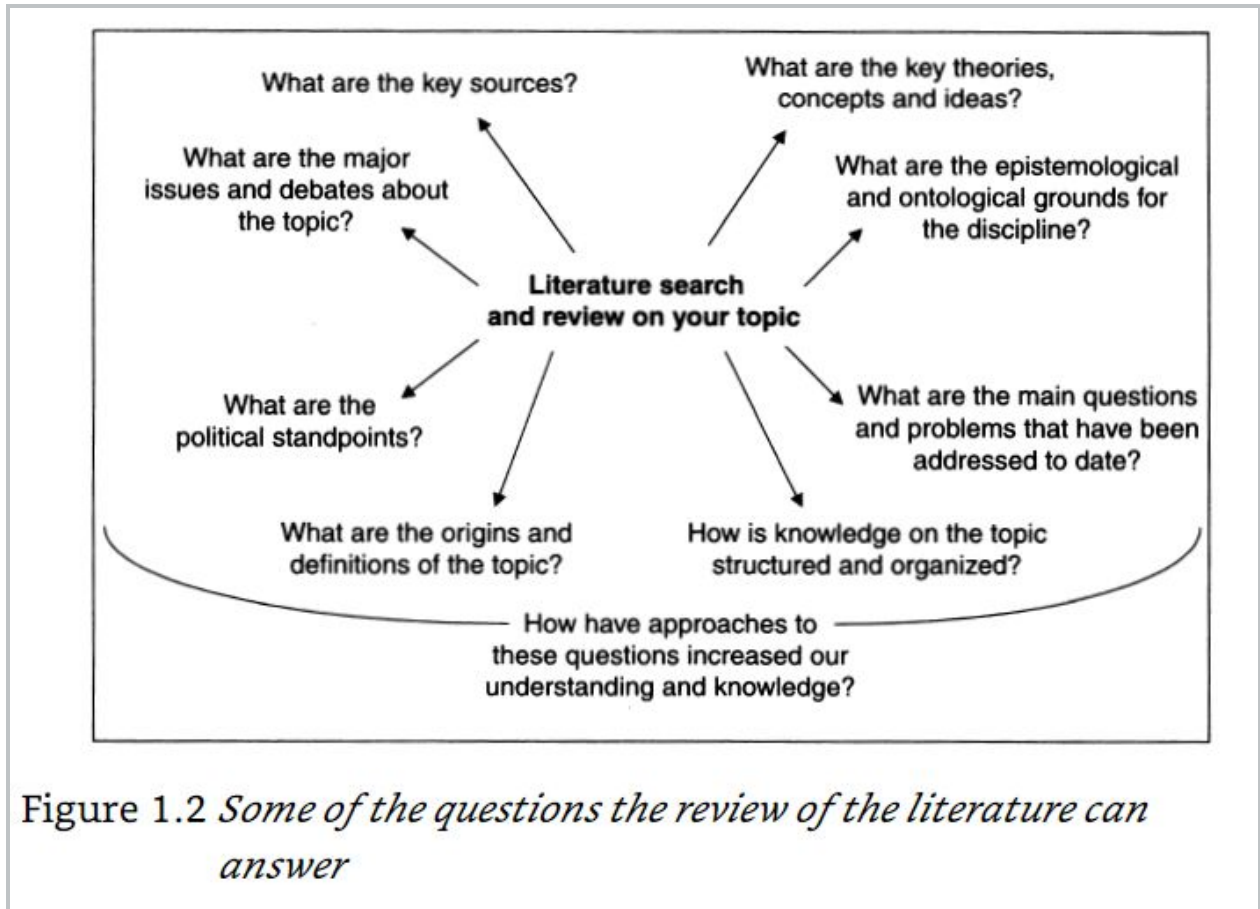 What are the key sources?
What are the key theories,
concepts and ideas?
What are the major
issues and debates about
the topic?
What are the epistemological
and ontological grounds for
the discipline?
Literature search
and review on your topic
What are the
political standpoints?
What are the main questions
and problems that have been
addressed to date?
What are the origins and
definitions of the topic?
How is knowledge on the topic
structured and organized?
How have approaches to
these questions increased our
understanding and knowledge?
Figure 1.2 Some of the questions the review of the literature can
answer